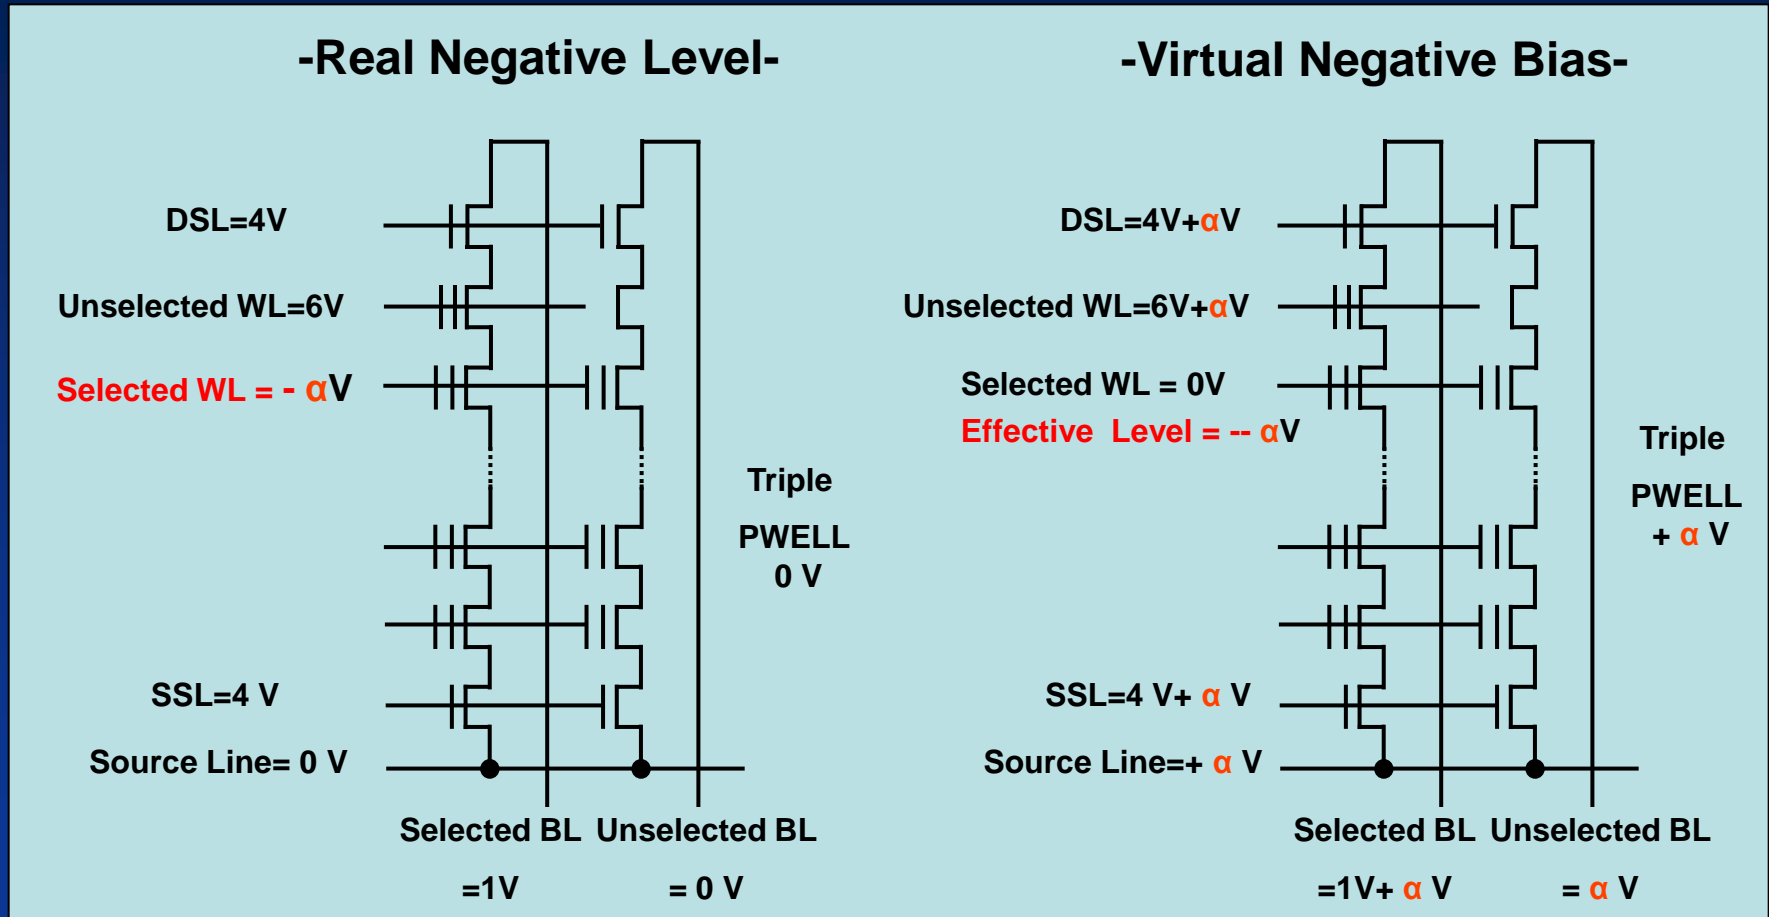 -Real Negative Level-
DSL=4V
Unselected WL=6V
Selected WL = - αV
Triple
PWELL
0 V
SSL=4 V
Source Line= 0 V
Selected BL Unselected BL
=1V = 0 V
-Virtual Negative Bias-
DSL=4V+αV
Unselected WL=6V+αV
Selected WL = 0V
Effective Level = -- αV
Triple
PWELL
+ α V
SSL=4 V+ α V
Source Line=+ α V
Selected BL Unselected BL
=1V+ α V = α V